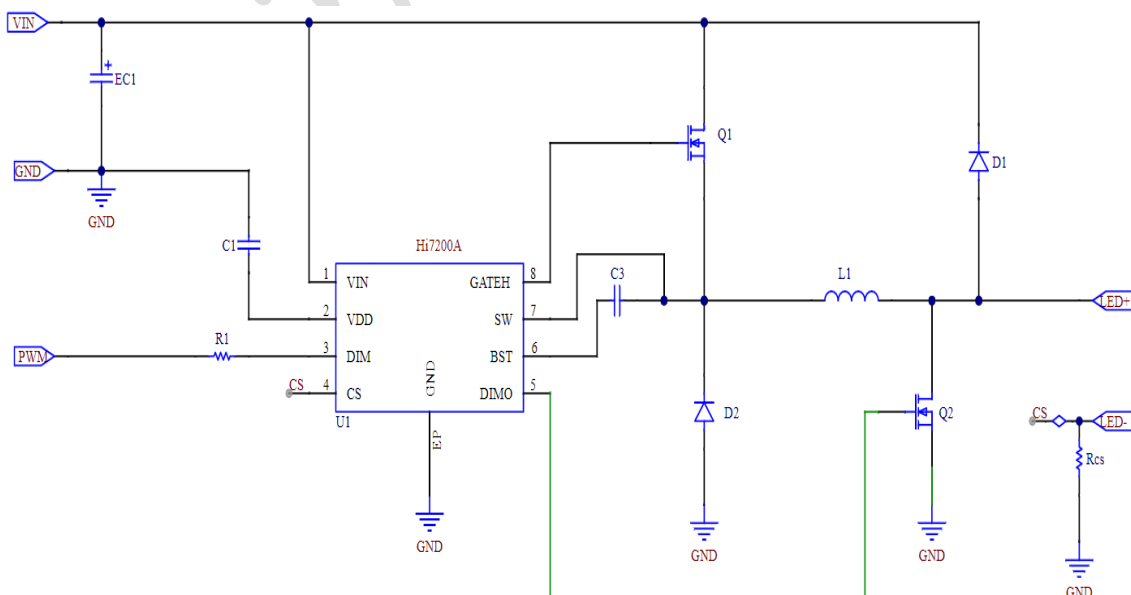 VIN
+
EC1
Q1
GND
D1
GND
C1
Hi7200A
1 VIN GATEH 8
C3
L1
LED+
2 VDD SW 7
R1
PWM
3 DIM BST 6
GND
CS 4 CS DIMO 5
U1
EP
D2
Q2
CS
LED-
Rcs
GND
GND
GND
GND